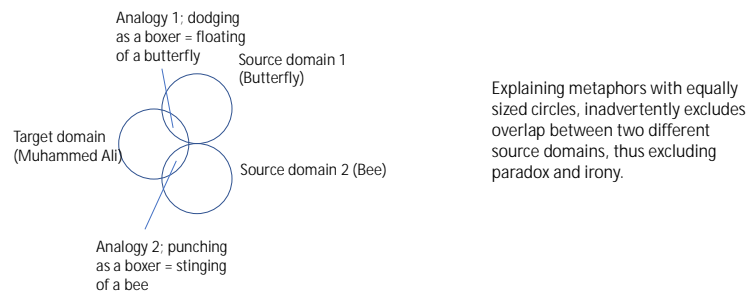 Analogy 1; dodging
as a boxer = floating
of a butterfly
Source domain 1
(Butterfly)
Target domain
(Muhammed Ali)
Source domain 2 (Bee)
Analogy 2; punching
as a boxer = stinging
of a bee
Explaining metaphors with equally
sized circles, inadvertently excludes
overlap between two different
source domains, thus excluding
paradox and irony.